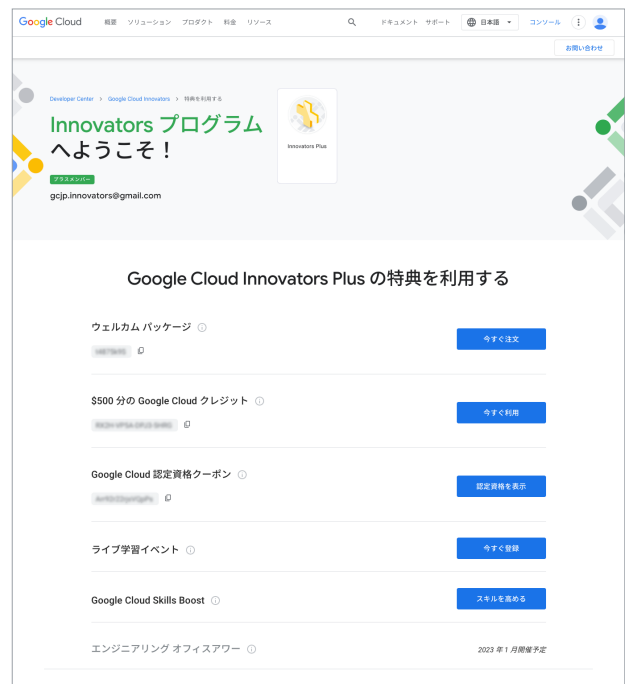 Google Cloud 概要 ソリューション プロダクト 料金 リソース ドキュメント サポート 日本語 コンソール
お問い合わせ
Developer Center > Google Cloud Innovators > 特典を利用する
Innovators プログラム
へようこそ！
Innovators Plus
プラスメンバー
gcjp.innovators@gmail.com
Google Cloud Innovators Plus の特典を利用する
ウェルカム パッケージ
今すぐ注文
$500 分の Google Cloud クレジット
今すぐ利用
Google Cloud 認定資格クーポン
認定資格を表示
ライブ学習イベント
今すぐ登録
Google Cloud Skills Boost
スキルを高める
エンジニアリング オフィスアワー
2023 年 1 月開催予定